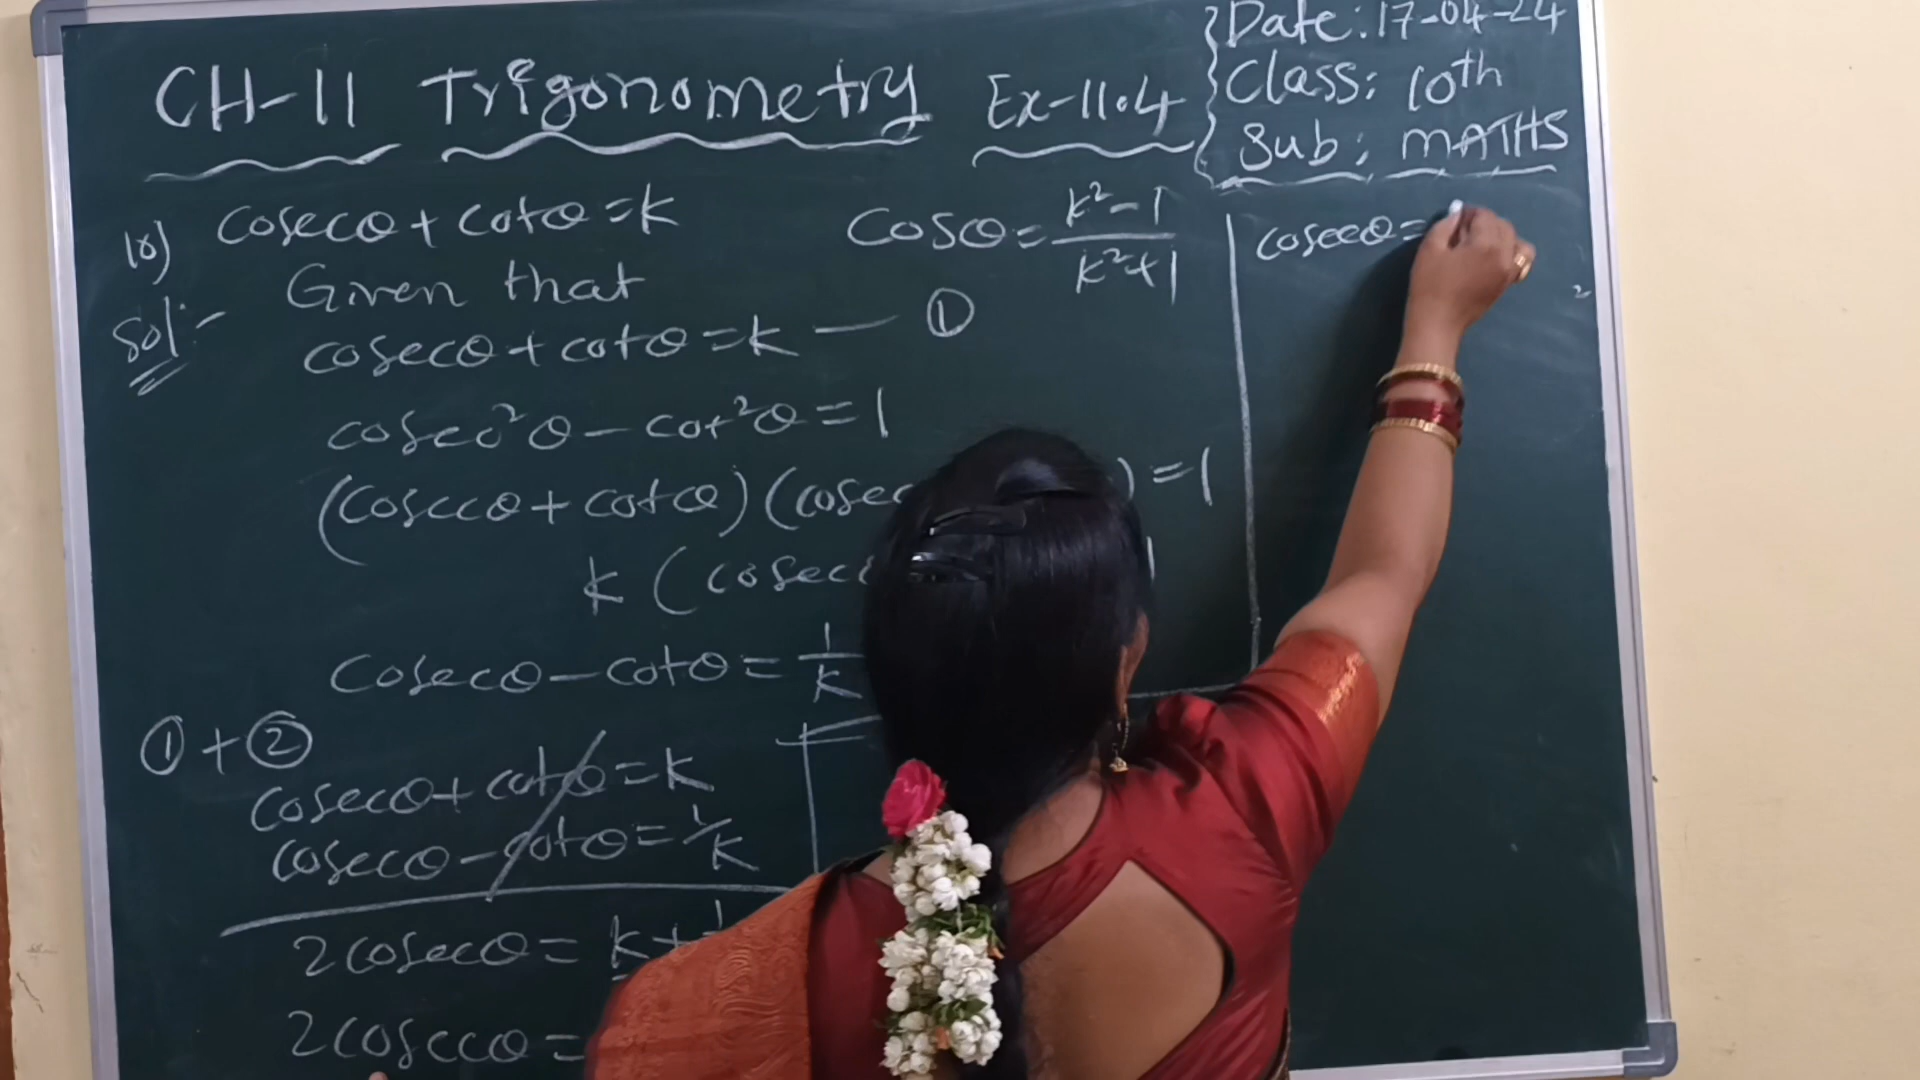 CH-11 Trigonometry Ex-11.4
Date: 17-04-24
Class: 10th
Sub: MATHS
10) cosecθ + cotθ = k
cosθ = k²-1 / k²+1
Sol:- Given that
cosecθ + cotθ = k — ①
cosec²θ - cot²θ = 1
(cosecθ + cotθ)(cosec ) = 1
k (cosec 1
cosecθ - cotθ = 1/k
① + ②
cosecθ + cotθ = k
cosecθ - cotθ = 1/k
2cosecθ = k + 1
2cosecθ =
cosecθ =